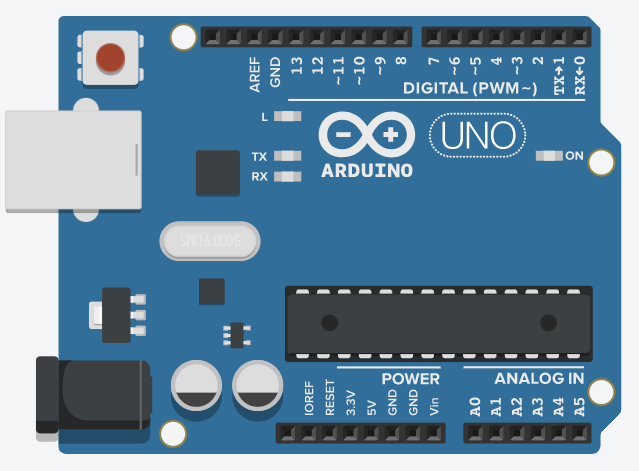 AREF
GND
13
12
~11
~10
~9
8
7
~6
~5
4
~3
2
TX→1
RX←0
DIGITAL (PWM~)
L
TX
RX
ARDUINO
UNO
ON
SPK16.000G
POWER
ANALOG IN
IOREF
RESET
3.3V
5V
GND
GND
Vin
A0
A1
A2
A3
A4
A5